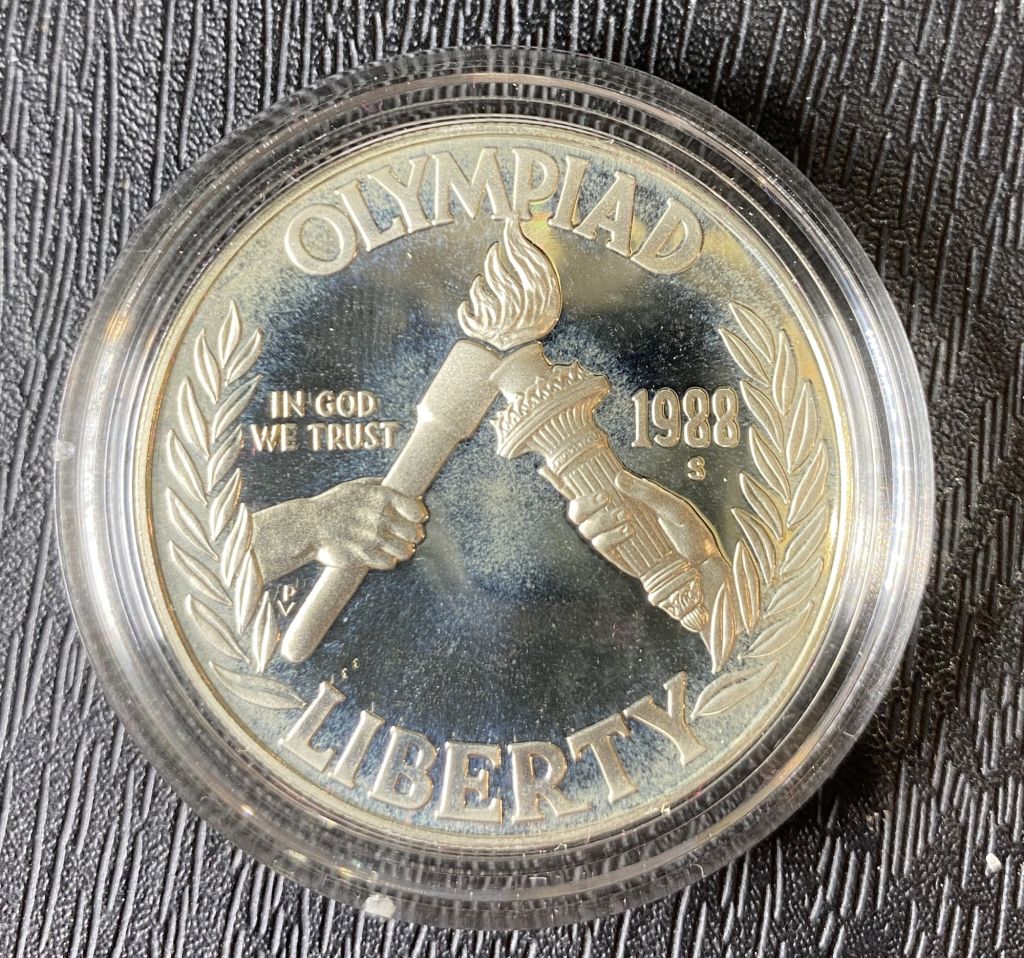 OLYMPIAD
IN GOD
WE TRUST
1988
S
LIBERTY